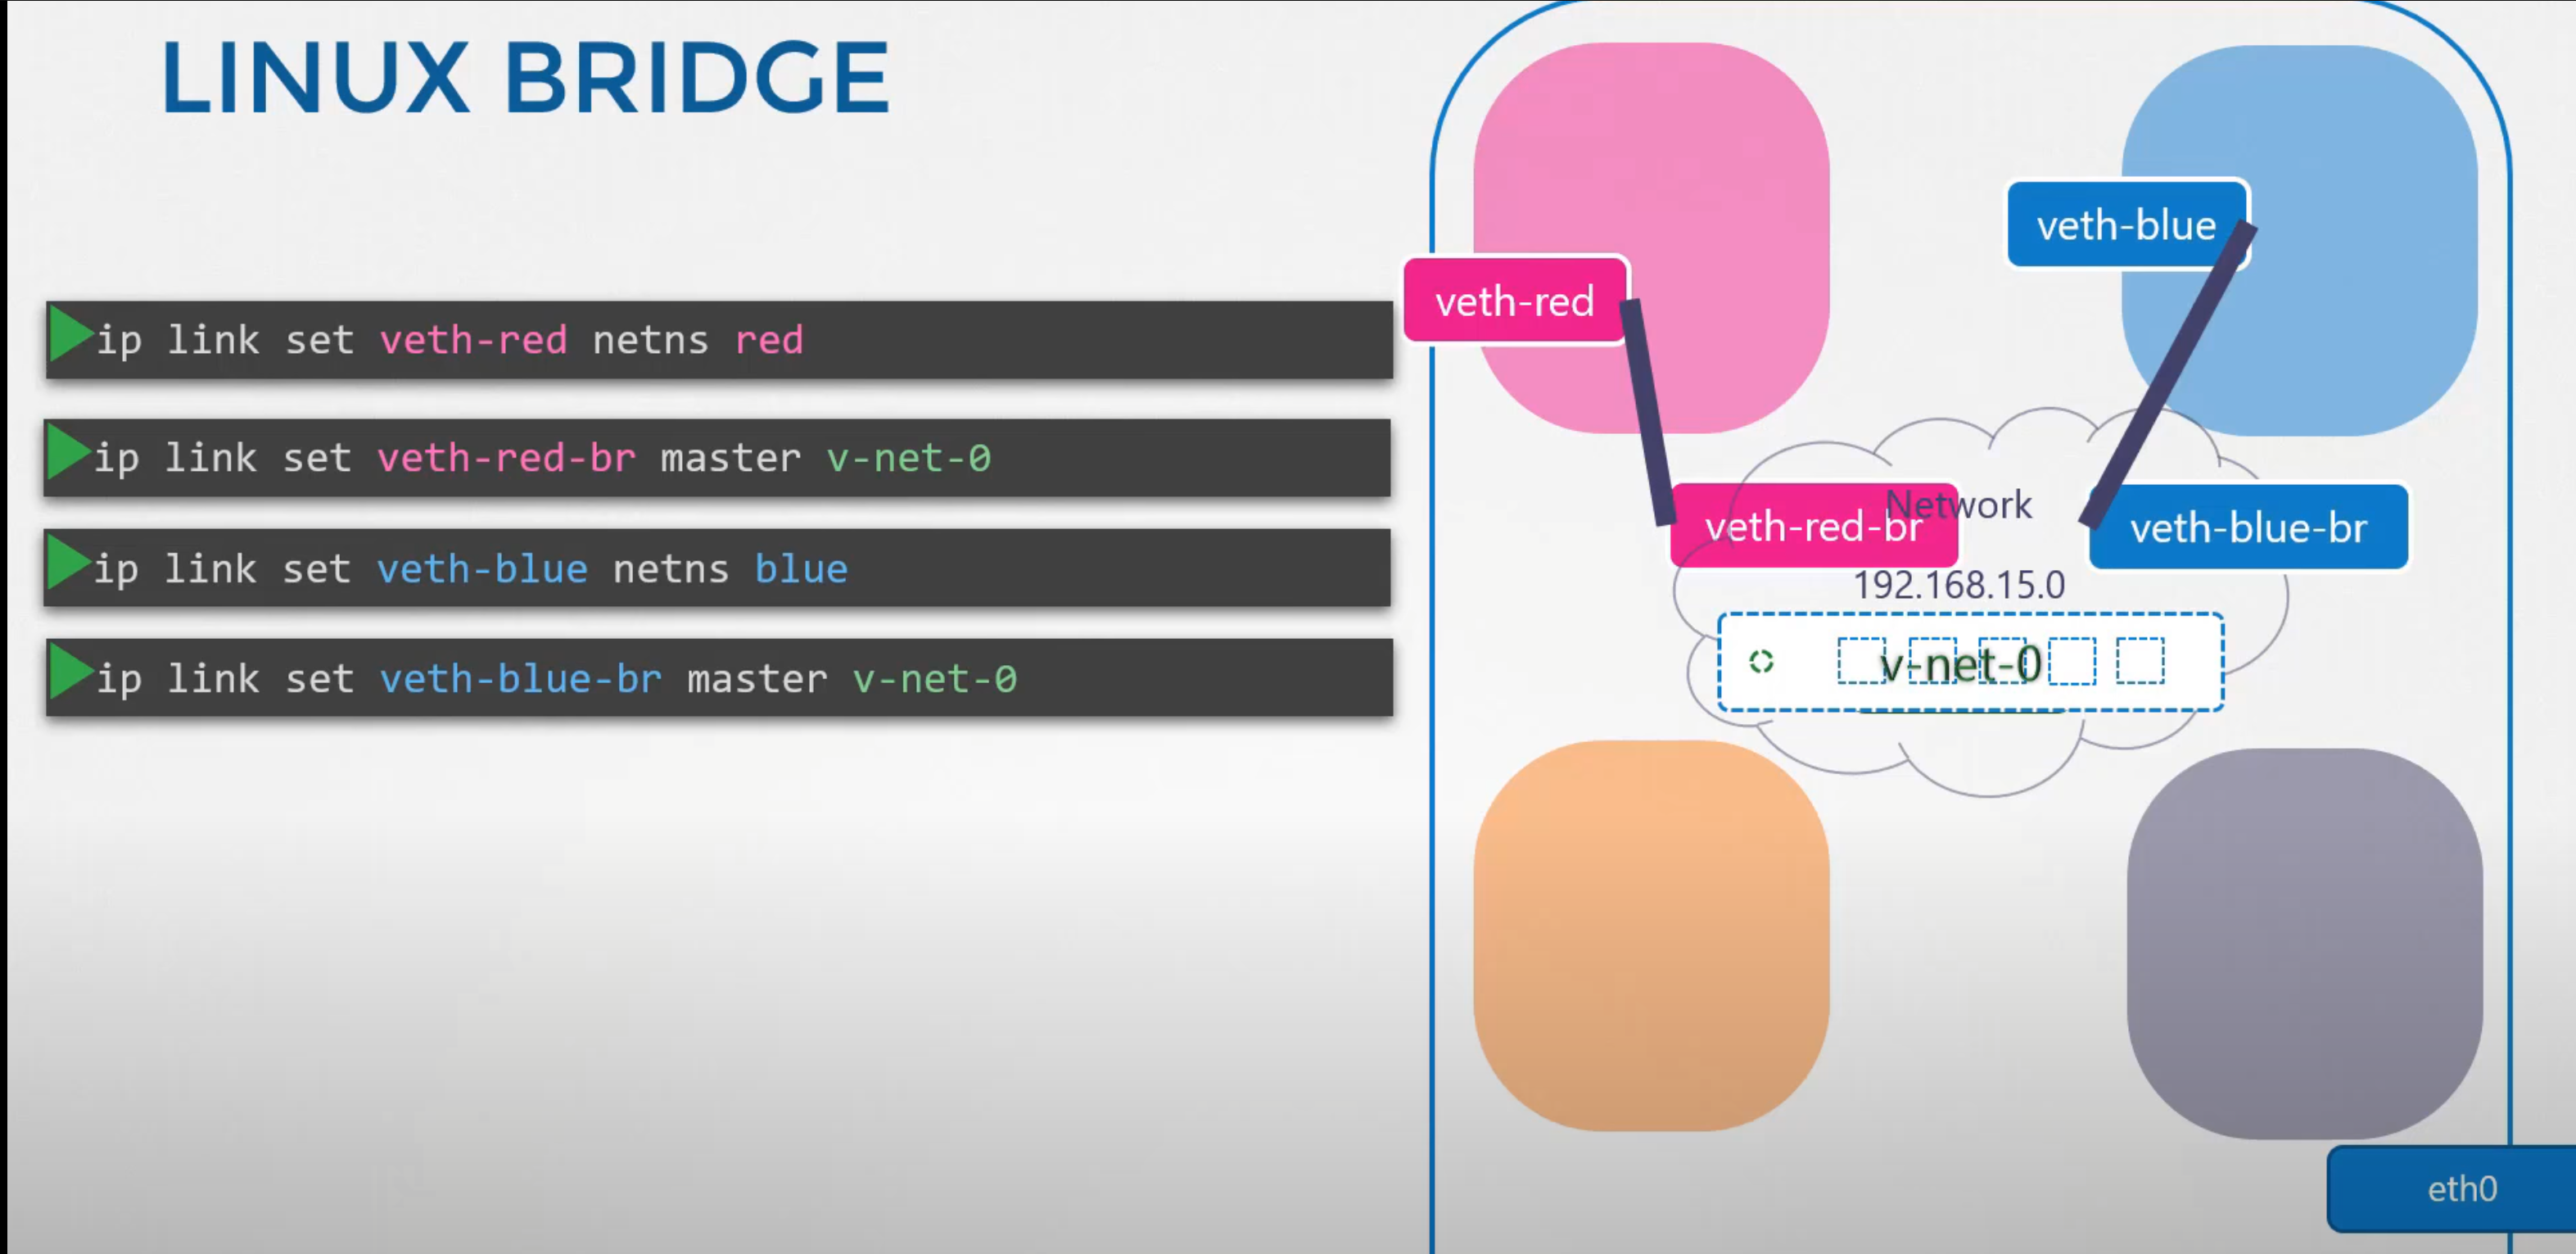 LINUX BRIDGE
ip link set veth-red netns red
ip link set veth-red-br master v-net-0
ip link set veth-blue netns blue
ip link set veth-blue-br master v-net-0
veth-blue
veth-red
Network
veth-red-br
veth-blue-br
192.168.15.0
v-net-0
eth0